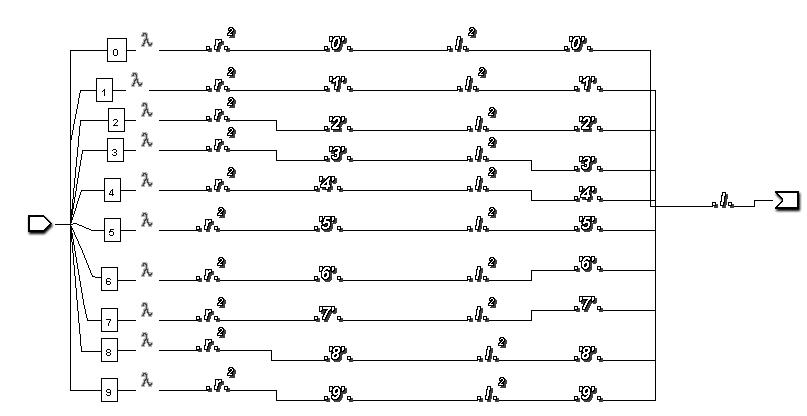 0 λ .r.² .'0'. .l.² .'0'.
1 λ .r.² .'1'. .l.² .'1'.
2 λ .r.² .'2'. .l.² .'2'.
3 λ .r.² .'3'. .l.² .'3'.
4 λ .r.² .'4'. .l.² .'4'.
.l.
5 λ .r.² .'5'. .l.² .'5'.
6 λ .r.² .'6'. .l.² .'6'.
7 λ .r.² .'7'. .l.² .'7'.
8 λ .r.² .'8'. .l.² .'8'.
9 λ .r.² .'9'. .l.² .'9'.